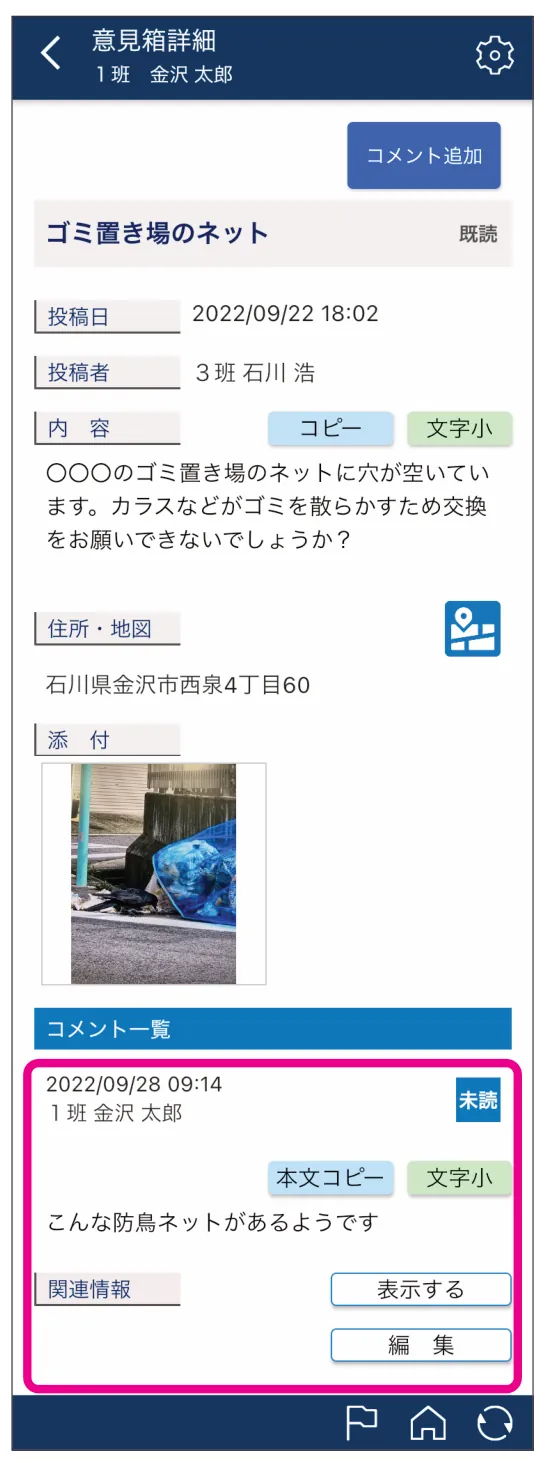 意見箱詳細
１班　金沢 太郎
コメント追加
ゴミ置き場のネット
既読
投稿日
2022/09/22 18:02
投稿者
３班 石川 浩
内　容
コピー
文字小
〇〇〇のゴミ置き場のネットに穴が空いてい
ます。カラスなどがゴミを散らかすため交換
をお願いできないでしょうか？
住所・地図
石川県金沢市西泉4丁目60
添　付
コメント一覧
2022/09/28 09:14
１班 金沢 太郎
未読
本文コピー
文字小
こんな防鳥ネットがあるようです
関連情報
表示する
編　集